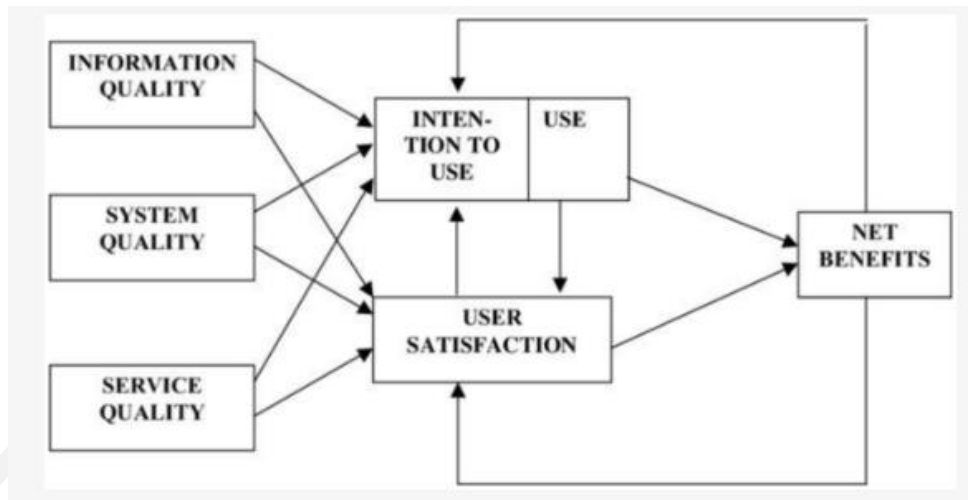 INFORMATION
QUALITY
SYSTEM
QUALITY
SERVICE
QUALITY
INTEN-
TION TO
USE
USE
USER
SATISFACTION
NET
BENEFITS